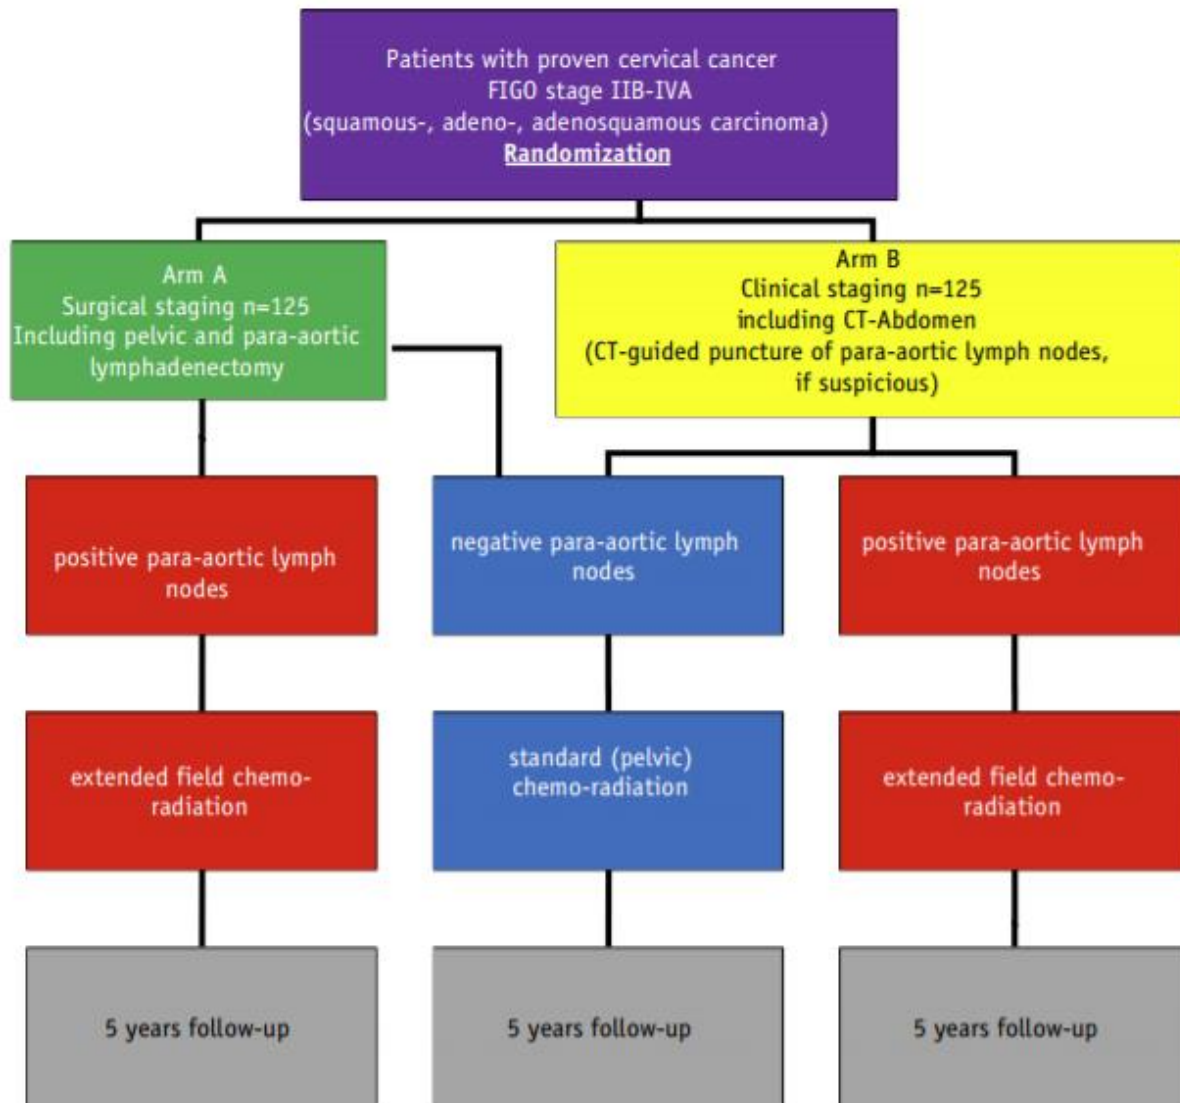 Patients with proven cervical cancer
FIGO stage IIB-IVA
(squamous-, adeno-, adenosquamous carcinoma)
Randomization
Arm A
Surgical staging n=125
Including pelvic and para-aortic
lymphadenectomy
Arm B
Clinical staging n=125
including CT-Abdomen
(CT-guided puncture of para-aortic lymph nodes,
if suspicious)
positive para-aortic lymph
nodes
negative para-aortic lymph
nodes
positive para-aortic lymph
nodes
extended field chemo-
radiation
standard (pelvic)
chemo-radiation
extended field chemo-
radiation
5 years follow-up
5 years follow-up
5 years follow-up